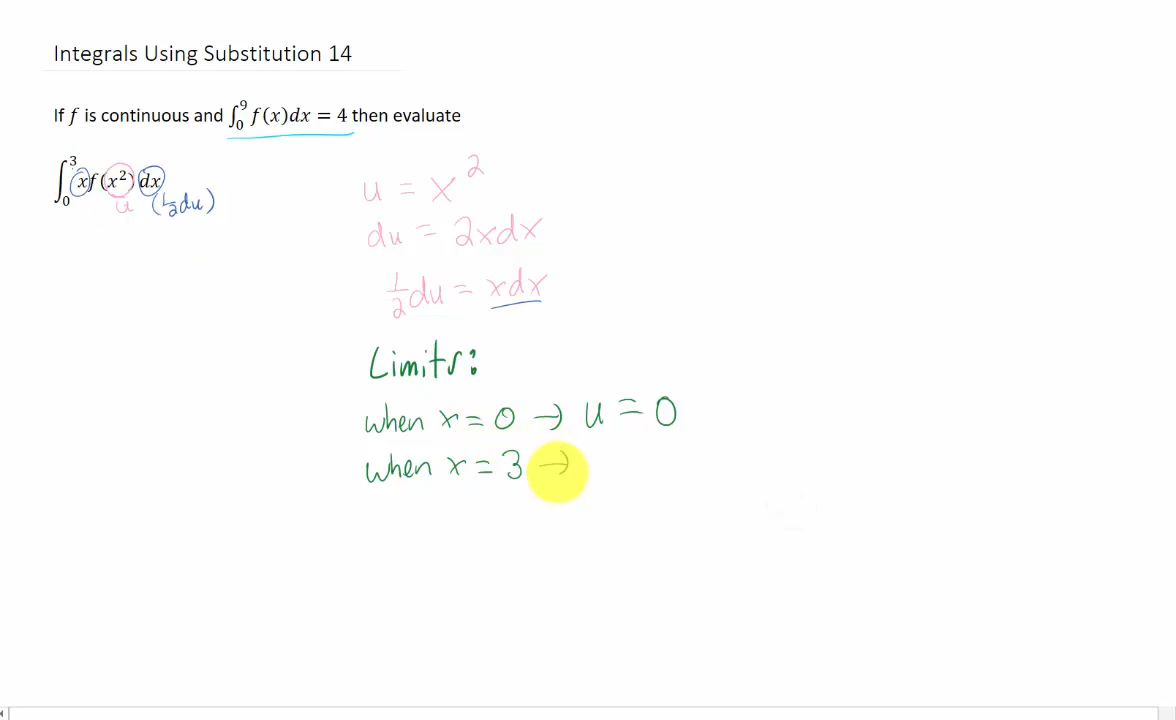 Integrals Using Substitution 14
If f is continuous and ∫₀⁹ f(x)dx = 4 then evaluate
∫₀³ xf(x²) dx
u (½du)
u = x²
du = 2xdx
½du = xdx
Limits:
when x = 0 → u = 0
when x = 3 →